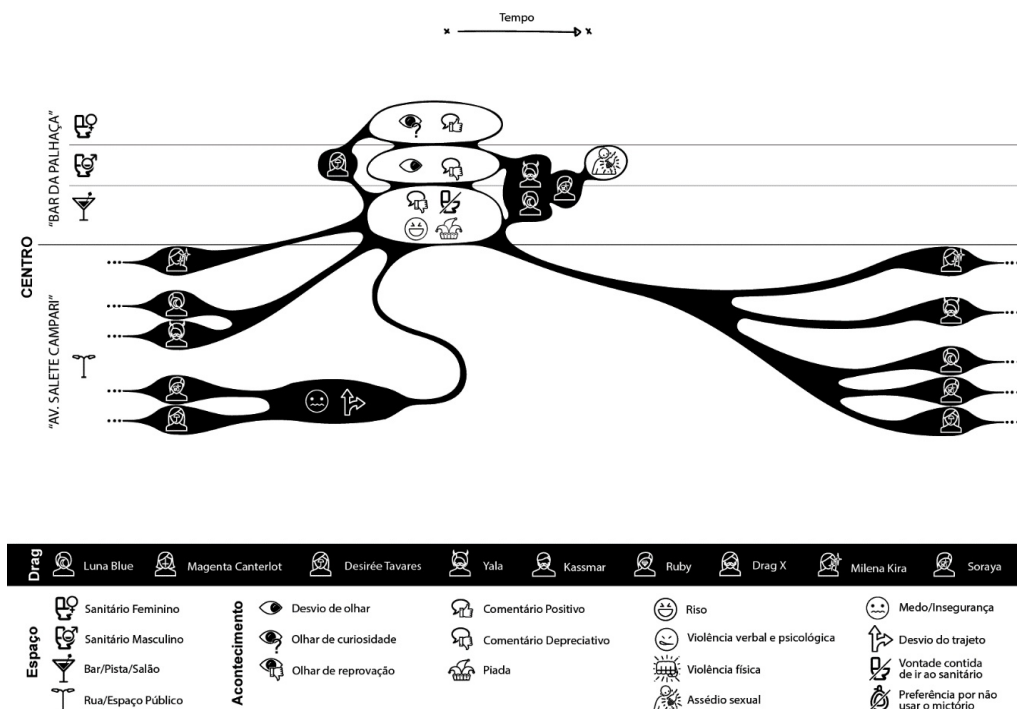 Tempo
"BAR DA PALHAÇA"
CENTRO
"AV. SALETE CAMPARI"
Drag
Luna Blue
Magenta Canterlot
Desirée Tavares
Yala
Kassmar
Ruby
Drag X
Milena Kira
Soraya
Espaço
Sanitário Feminino
Sanitário Masculino
Bar/Pista/Salão
Rua/Espaço Público
Acontecimento
Desvio de olhar
Olhar de curiosidade
Olhar de reprovação
Comentário Positivo
Comentário Depreciativo
Piada
Riso
Violência verbal e psicológica
Violência física
Assédio sexual
Medo/Insegurança
Desvio do trajeto
Vontade contida
de ir ao sanitário
Preferência por não
usar o mictório